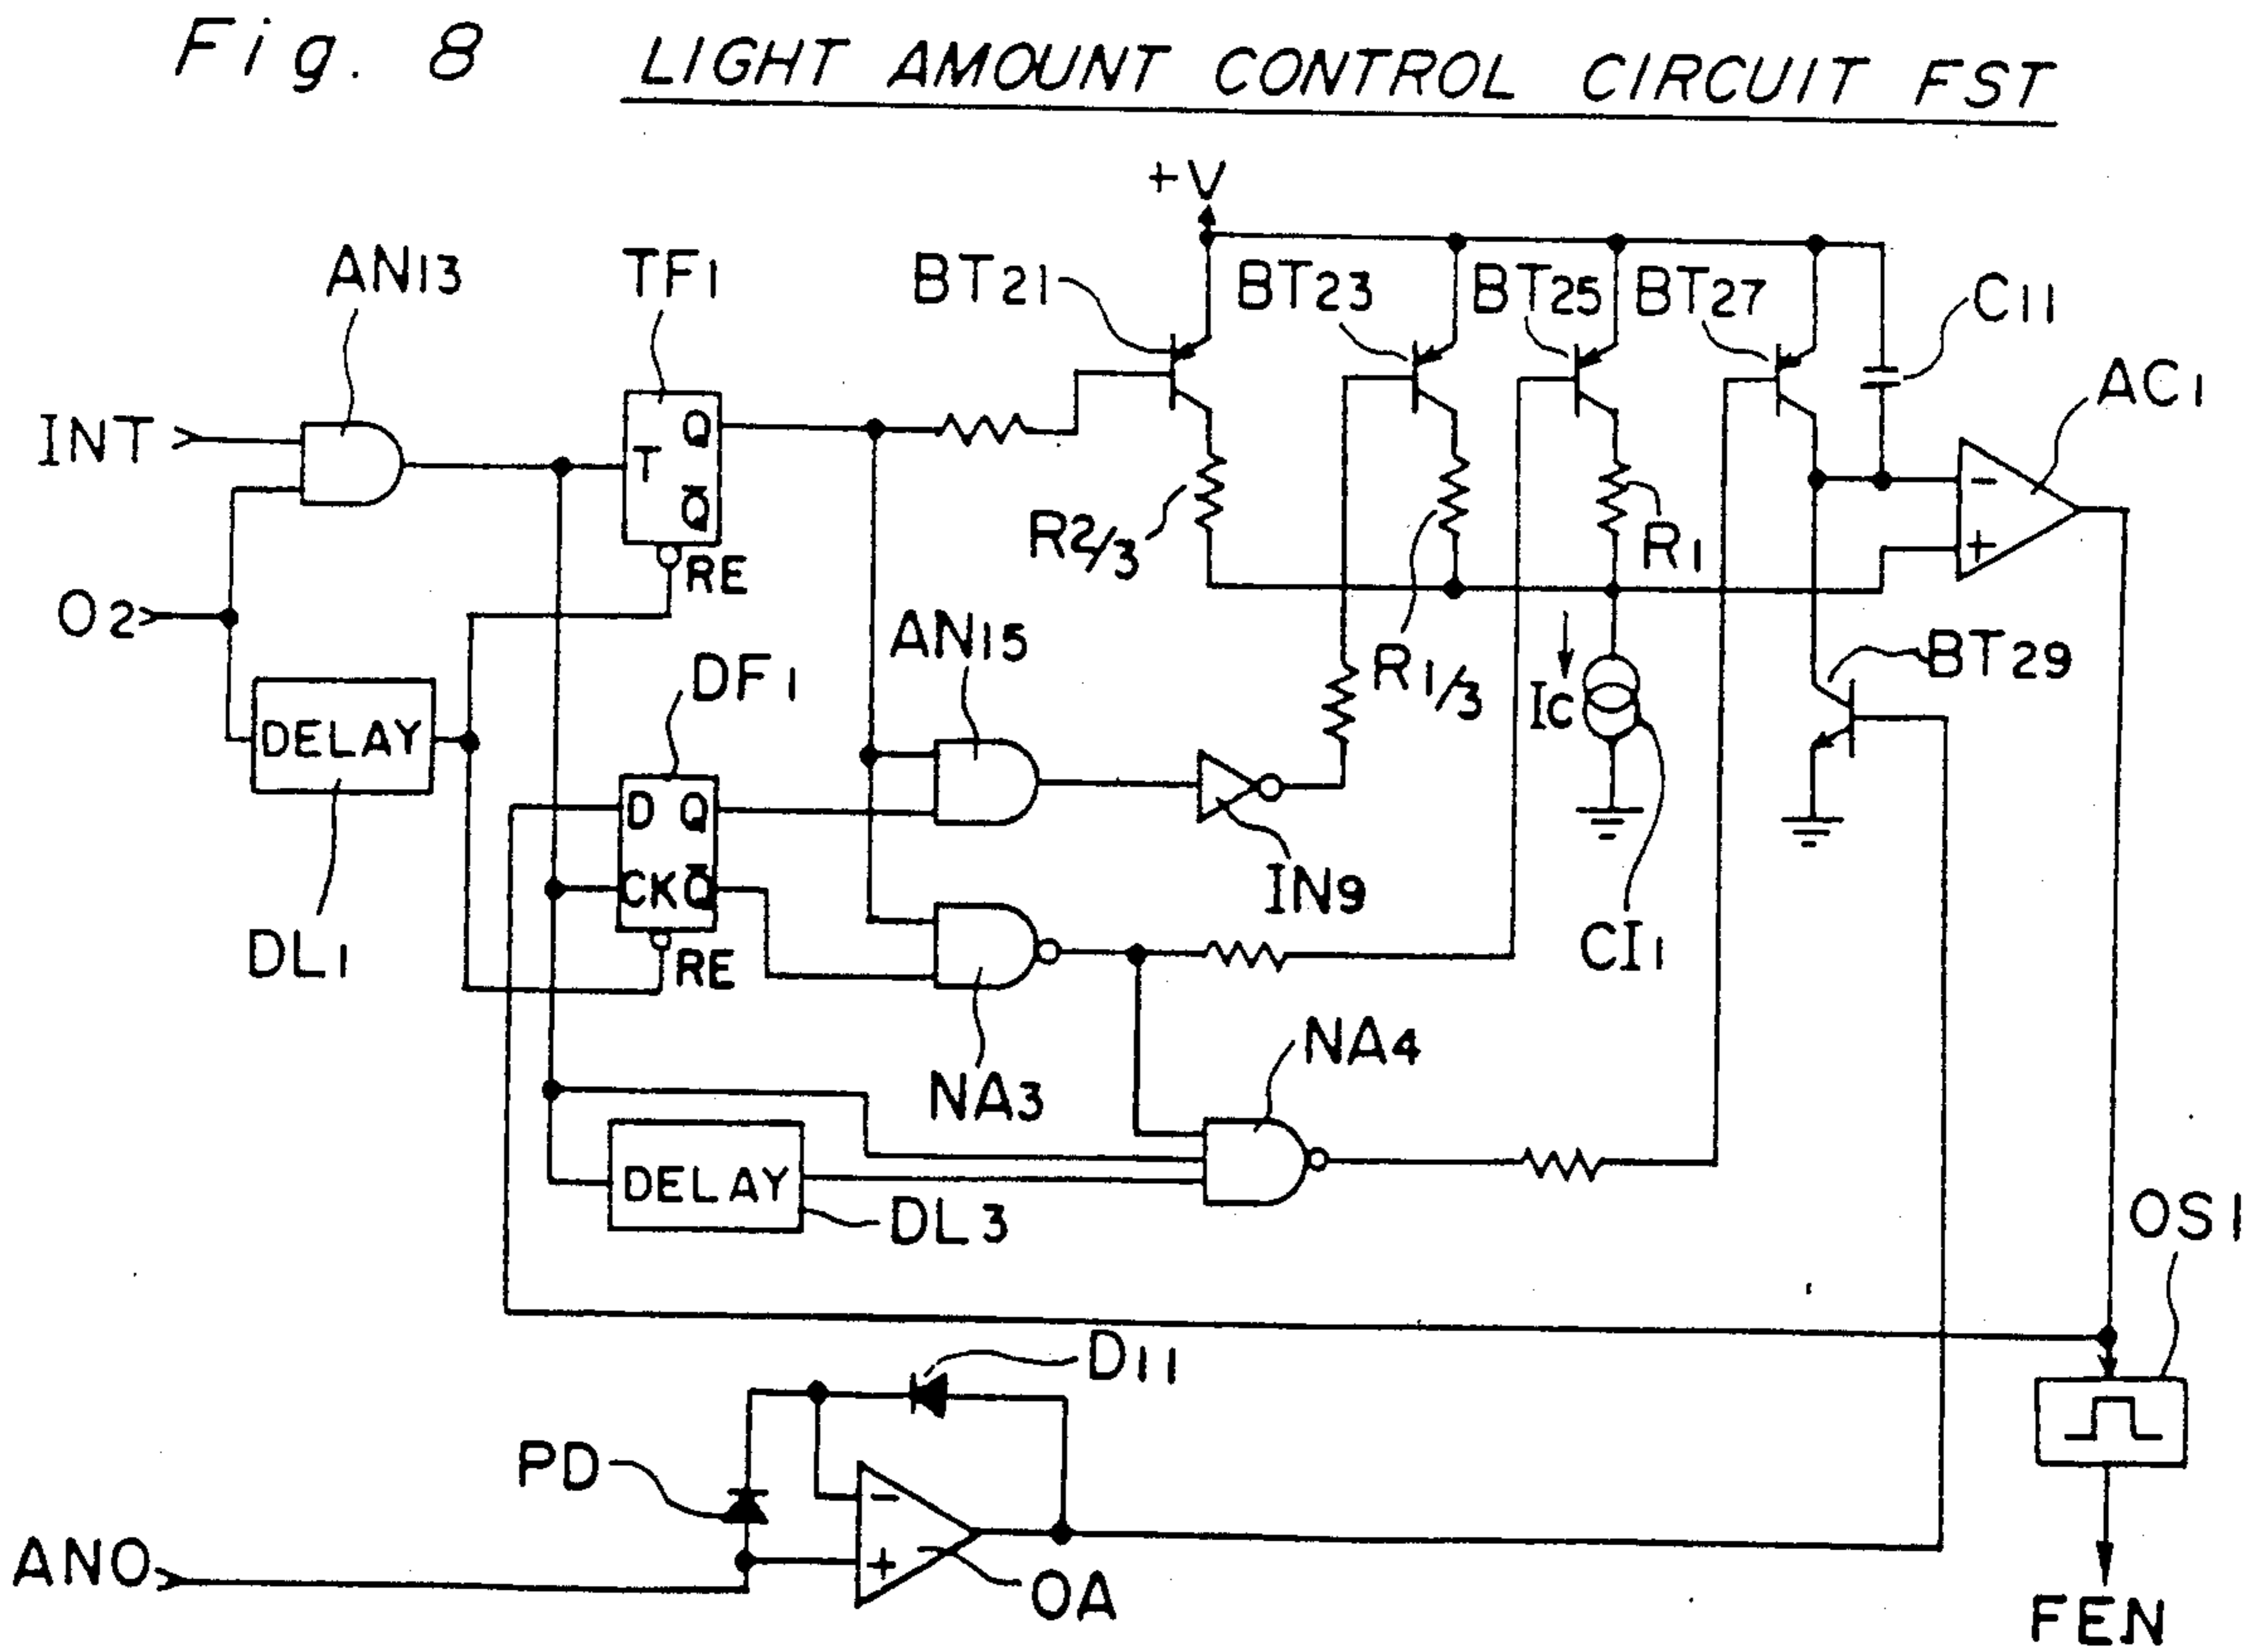 Fig. 8 LIGHT AMOUNT CONTROL CIRCUIT FST
+V
AN13
TF1
BT21
BT23
BT25
BT27
C11
AC1
INT
T
Q
Q̄
RE
R2/3
R1
−
+
O2
AN15
R1/3
Ic
BT29
DELAY
DF1
D
Q
CK
Q̄
IN9
DL1
RE
CI1
NA3
NA4
DELAY
DL3
OS1
D11
PD
−
+
ANO
OA
FEN